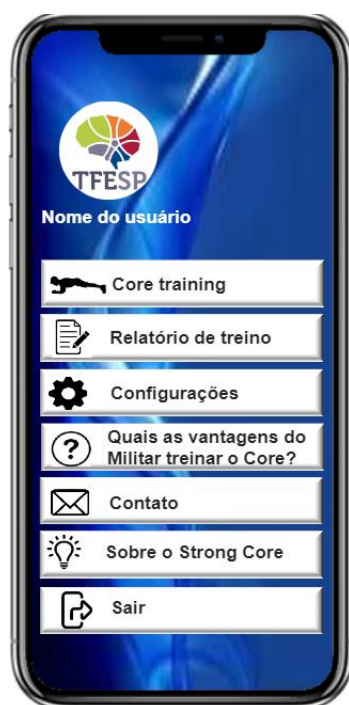 TFESP
Nome do usuário
Core training
Relatório de treino
Configurações
?
Quais as vantagens do
Militar treinar o Core?
Contato
Sobre o Strong Core
Sair